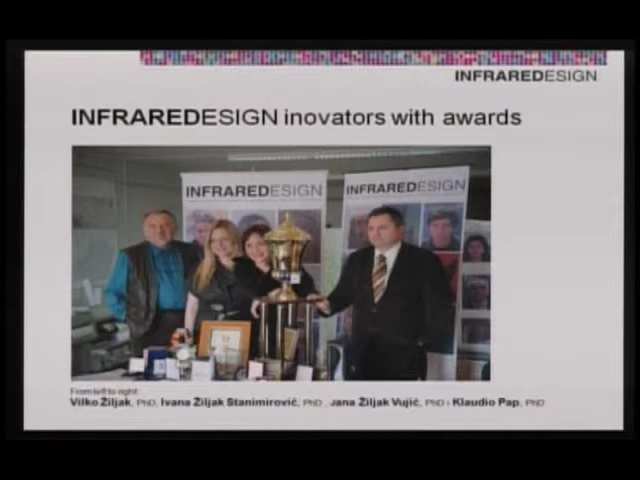 INFRAREDESIGN
INFRAREDESIGN inovators with awards
INFRAREDESIGN
INFRAREDESIGN
From left to right:
Vilko Žiljak, PhD, Ivana Žiljak Stanimirović, PhD , Jana Žiljak Vujić, PhD i Klaudio Pap, PhD